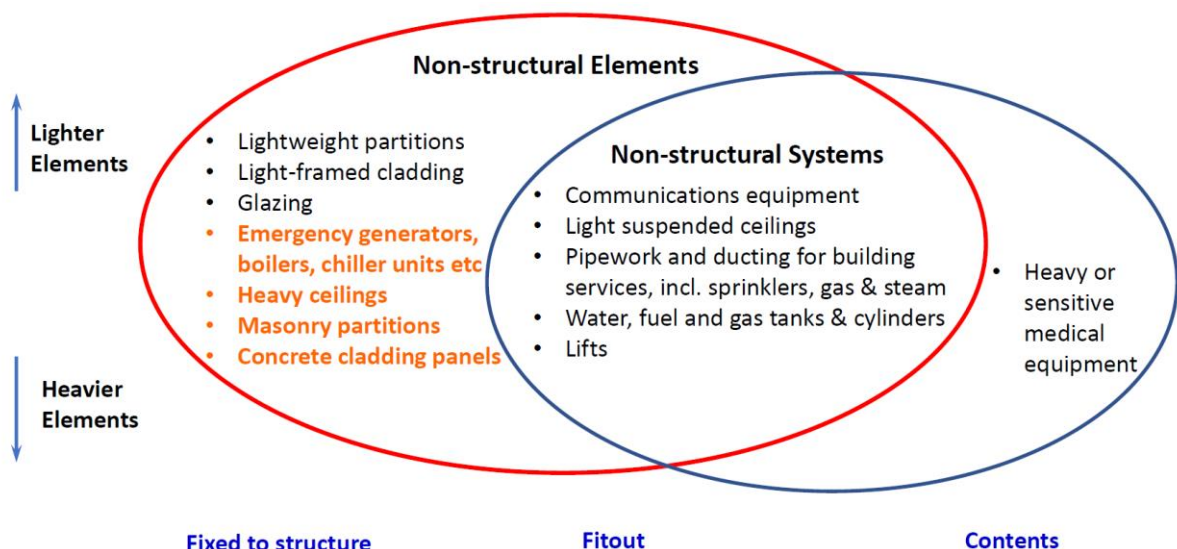 Non-structural Elements
Lighter
Elements
• Lightweight partitions
• Light-framed cladding
• Glazing
• Emergency generators,
boilers, chiller units etc
• Heavy ceilings
• Masonry partitions
• Concrete cladding panels
Non-structural Systems
• Communications equipment
• Light suspended ceilings
• Pipework and ducting for building
services, incl. sprinklers, gas & steam
• Water, fuel and gas tanks & cylinders
• Lifts
• Heavy or
sensitive
medical
equipment
Heavier
Elements
Fixed to structure
Fitout
Contents